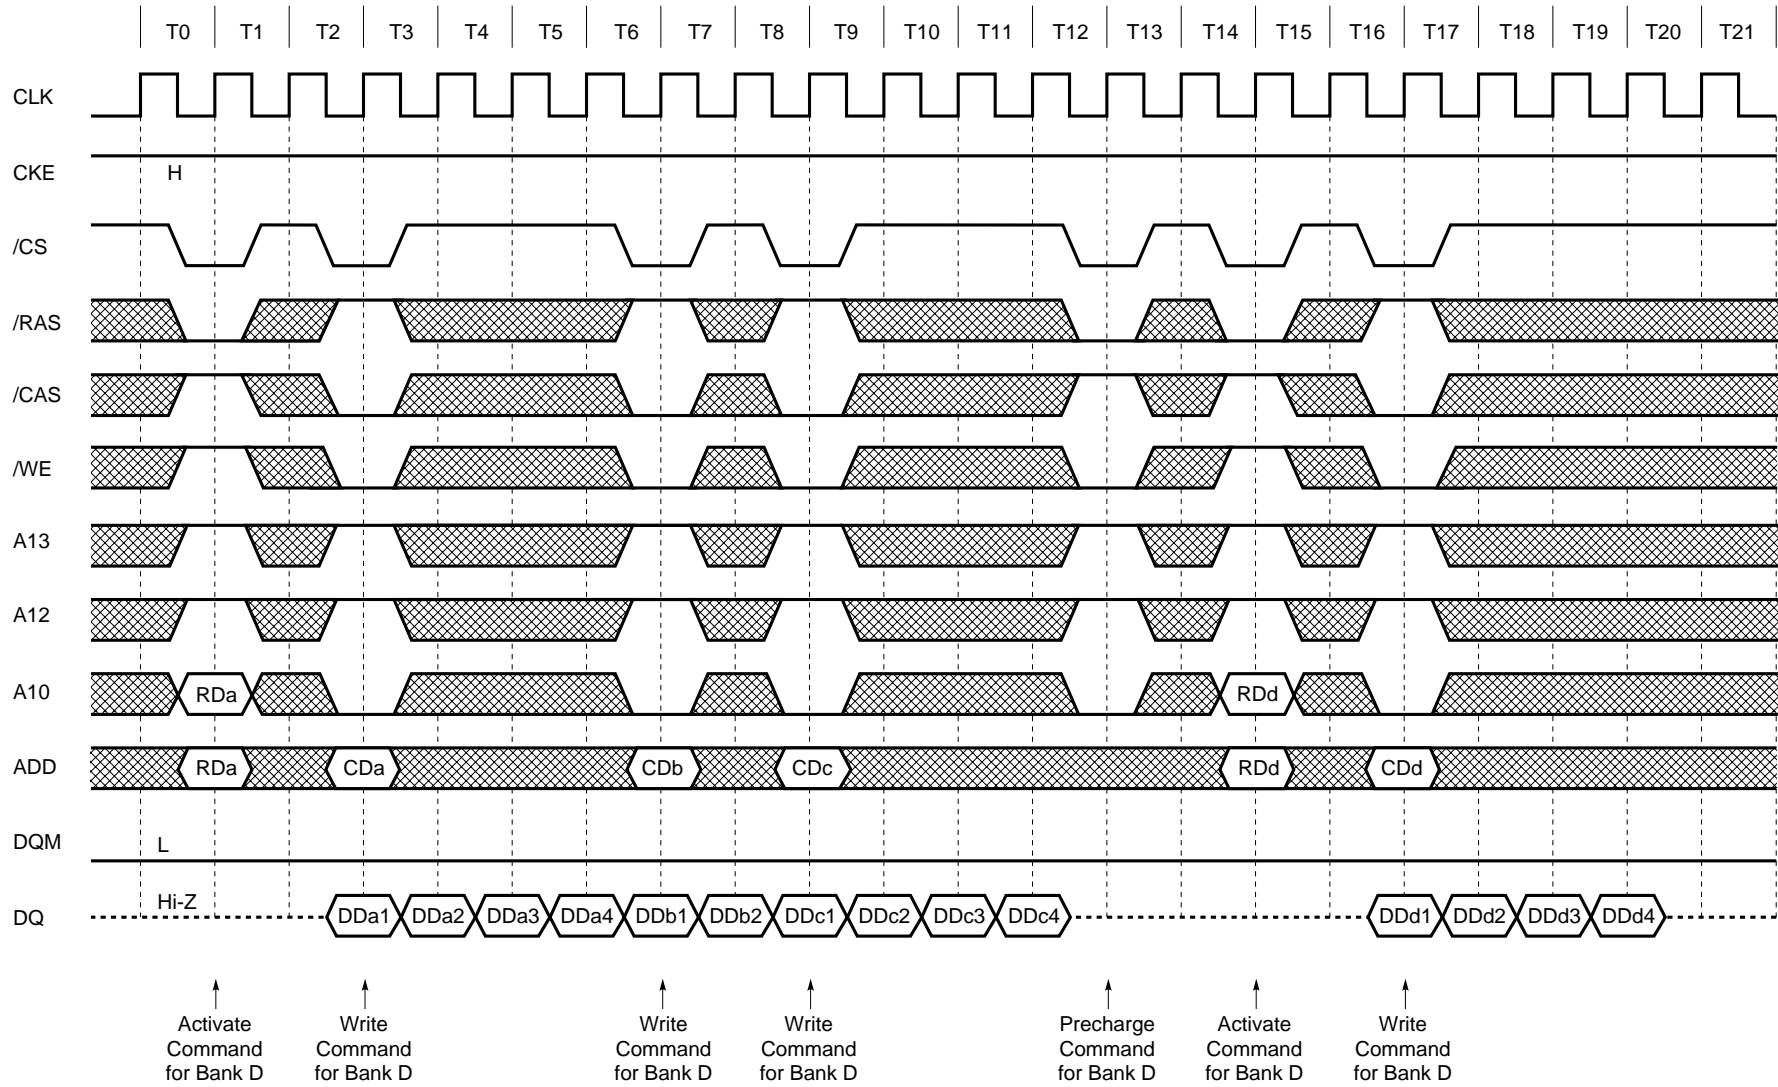 T0 T1 T2 T3 T4 T5 T6 T7 T8 T9 T10 T11 T12 T13 T14 T15 T16 T17 T18 T19 T20 T21
CLK
CKE
H
/CS
/RAS
/CAS
/WE
A13
A12
A10 RDa RDd
ADD RDa CDa CDb CDc RDd CDd
DQM
L
Hi-Z
DQ DDa1 DDa2 DDa3 DDa4 DDb1 DDb2 DDc1 DDc2 DDc3 DDc4 DDd1 DDd2 DDd3 DDd4
Activate Write Write Write Precharge Activate Write
Command Command Command Command Command Command Command
for Bank D for Bank D for Bank D for Bank D for Bank D for Bank D for Bank D